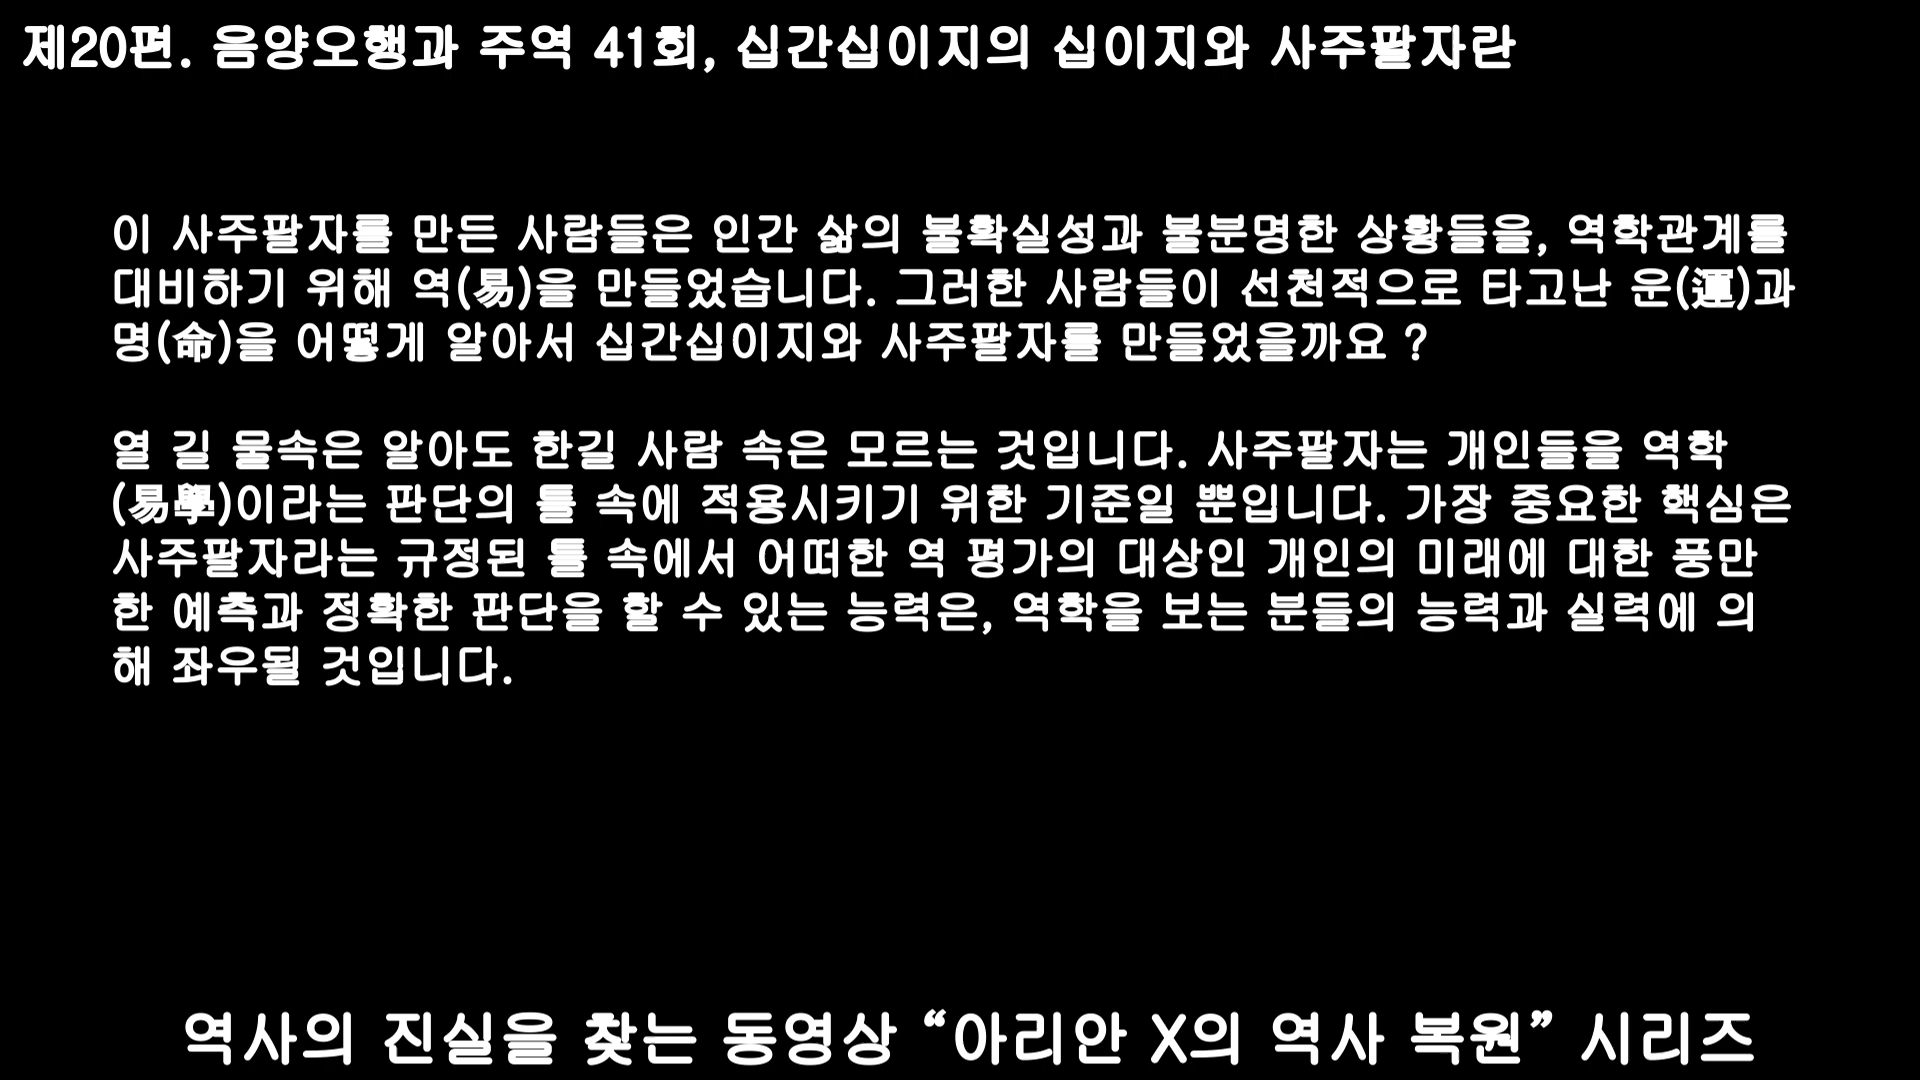 제20편. 음양오행과 주역 41회, 십간십이지의 십이지와 사주팔자란
이 사주팔자를 만든 사람들은 인간 삶의 불확실성과 불분명한 상황들을, 역학관계를
대비하기 위해 역(易)을 만들었습니다. 그러한 사람들이 선천적으로 타고난 운(運)과
명(命)을 어떻게 알아서 십간십이지와 사주팔자를 만들었을까요 ?
열 길 물속은 알아도 한길 사람 속은 모르는 것입니다. 사주팔자는 개인들을 역학
(易學)이라는 판단의 틀 속에 적용시키기 위한 기준일 뿐입니다. 가장 중요한 핵심은
사주팔자라는 규정된 틀 속에서 어떠한 역 평가의 대상인 개인의 미래에 대한 풍만
한 예측과 정확한 판단을 할 수 있는 능력은, 역학을 보는 분들의 능력과 실력에 의
해 좌우될 것입니다.
역사의 진실을 찾는 동영상 “아리안 X의 역사 복원” 시리즈